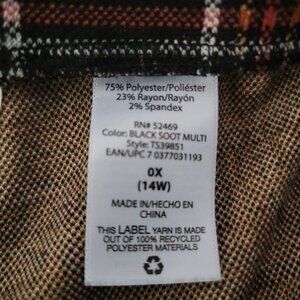 75% Polyester/Poliéster
23% Rayon/Rayón
2% Spandex
RN# 52469
Color: BLACK SOOT MULTI
Style: TS39851
EAN/UPC 7 0377031193
0X
(14W)
MADE IN/HECHO EN
CHINA
THIS LABEL YARN IS MADE
OUT OF 100% RECYCLED
POLYESTER MATERIALS